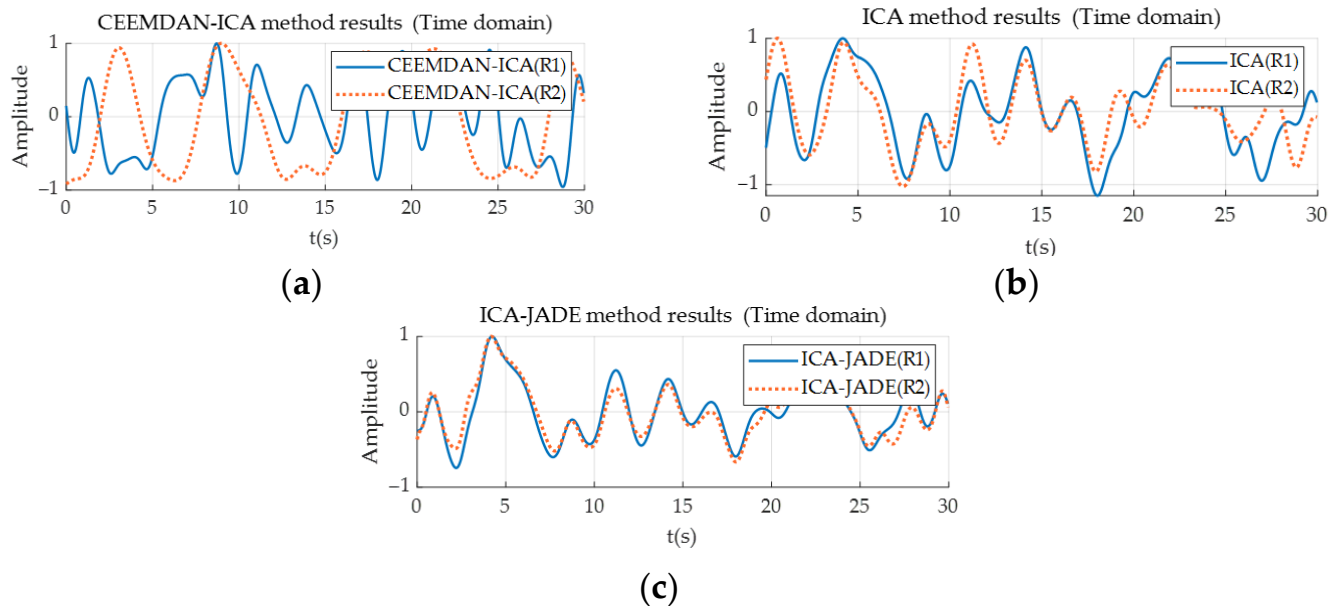 CEEMDAN-ICA method results (Time domain)
Amplitude
1
0
−1
CEEMDAN-ICA(R1)
CEEMDAN-ICA(R2)
0 5 10 15 20 25 30
t(s)
(a)
ICA method results (Time domain)
Amplitude
1
0
−1
ICA(R1)
ICA(R2)
0 5 10 15 20 25 30
t(s)
(b)
ICA-JADE method results (Time domain)
Amplitude
1
0
−1
ICA-JADE(R1)
ICA-JADE(R2)
0 5 10 15 20 25 30
t(s)
(c)